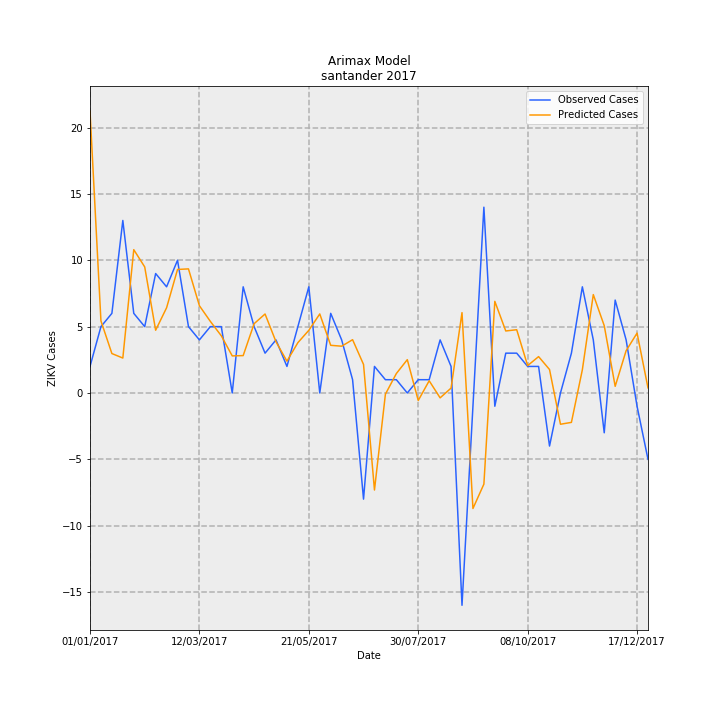 Arimax Model
santander 2017
Observed Cases
Predicted Cases
ZIKV Cases
20
15
10
5
0
−5
−10
−15
01/01/2017
12/03/2017
21/05/2017
30/07/2017
08/10/2017
17/12/2017
Date